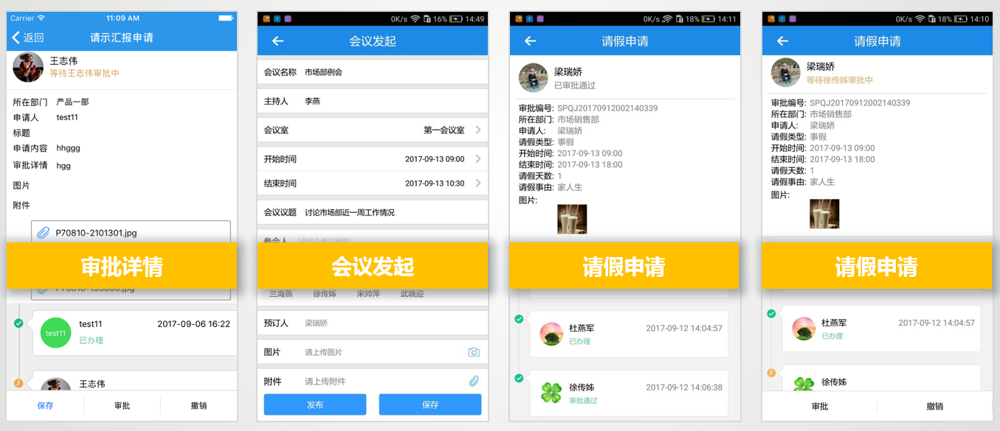 Carrier 11:09 AM
返回 请示汇报申请
王志伟
等待王志伟审批中
所在部门 产品一部
申请人 test11
标题
申请内容 hhggg
审批详情 hgg
图片
附件
P70810-2101301.jpg
审批详情
test11 test11 2017-09-06 16:22
已办理
王志伟
保存 审批 撤销
0K/s 16% 14:49
会议发起
会议名称 市场部例会
主持人 李燕
会议室 第一会议室
开始时间 2017-09-13 09:00
结束时间 2017-09-13 10:30
会议议题 讨论市场部近一周工作情况
参会人 (点击头像可删除)
会议发起
兰海燕 徐传姊 宋帅萍 武晓迎
预订人 梁瑞娇
图片 请上传图片
附件 请上传附件
发布 保存
0K/s 18% 14:11
请假申请
梁瑞娇
已审批通过
审批编号: SPQJ20170912002140339
所在部门: 市场销售部
申请人: 梁瑞娇
请假类型: 事假
开始时间: 2017-09-13 09:00
结束时间: 2017-09-13 18:00
请假天数: 1
请假事由: 家人生
图片:
请假申请
杜燕军 2017-09-12 14:04:57
已办理
徐传姊 2017-09-12 14:06:38
审批通过
0K/s 18% 14:10
请假申请
梁瑞娇
等待徐传姊审批中
审批编号: SPQJ20170912002140339
所在部门: 市场销售部
申请人: 梁瑞娇
请假类型: 事假
开始时间: 2017-09-13 09:00
结束时间: 2017-09-13 18:00
请假天数: 1
请假事由: 家人生
图片:
请假申请
杜燕军 2017-09-12 14:04:57
已办理
徐传姊
审批 撤销